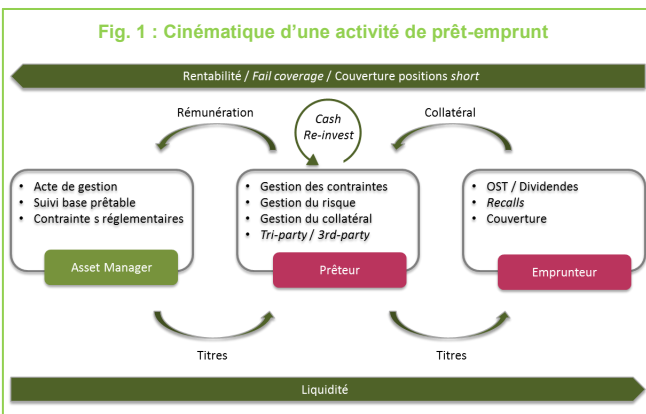 Fig. 1 : Cinématique d'une activité de prêt-emprunt
Rentabilité / Fail coverage / Couverture positions short
Rémunération
Cash
Re-invest
Collatéral
• Acte de gestion
• Suivi base prêtable
• Contrainte s réglementaires
Asset Manager
• Gestion des contraintes
• Gestion du risque
• Gestion du collatéral
• Tri-party / 3rd-party
Prêteur
• OST / Dividendes
• Recalls
• Couverture
Emprunteur
Titres
Titres
Liquidité